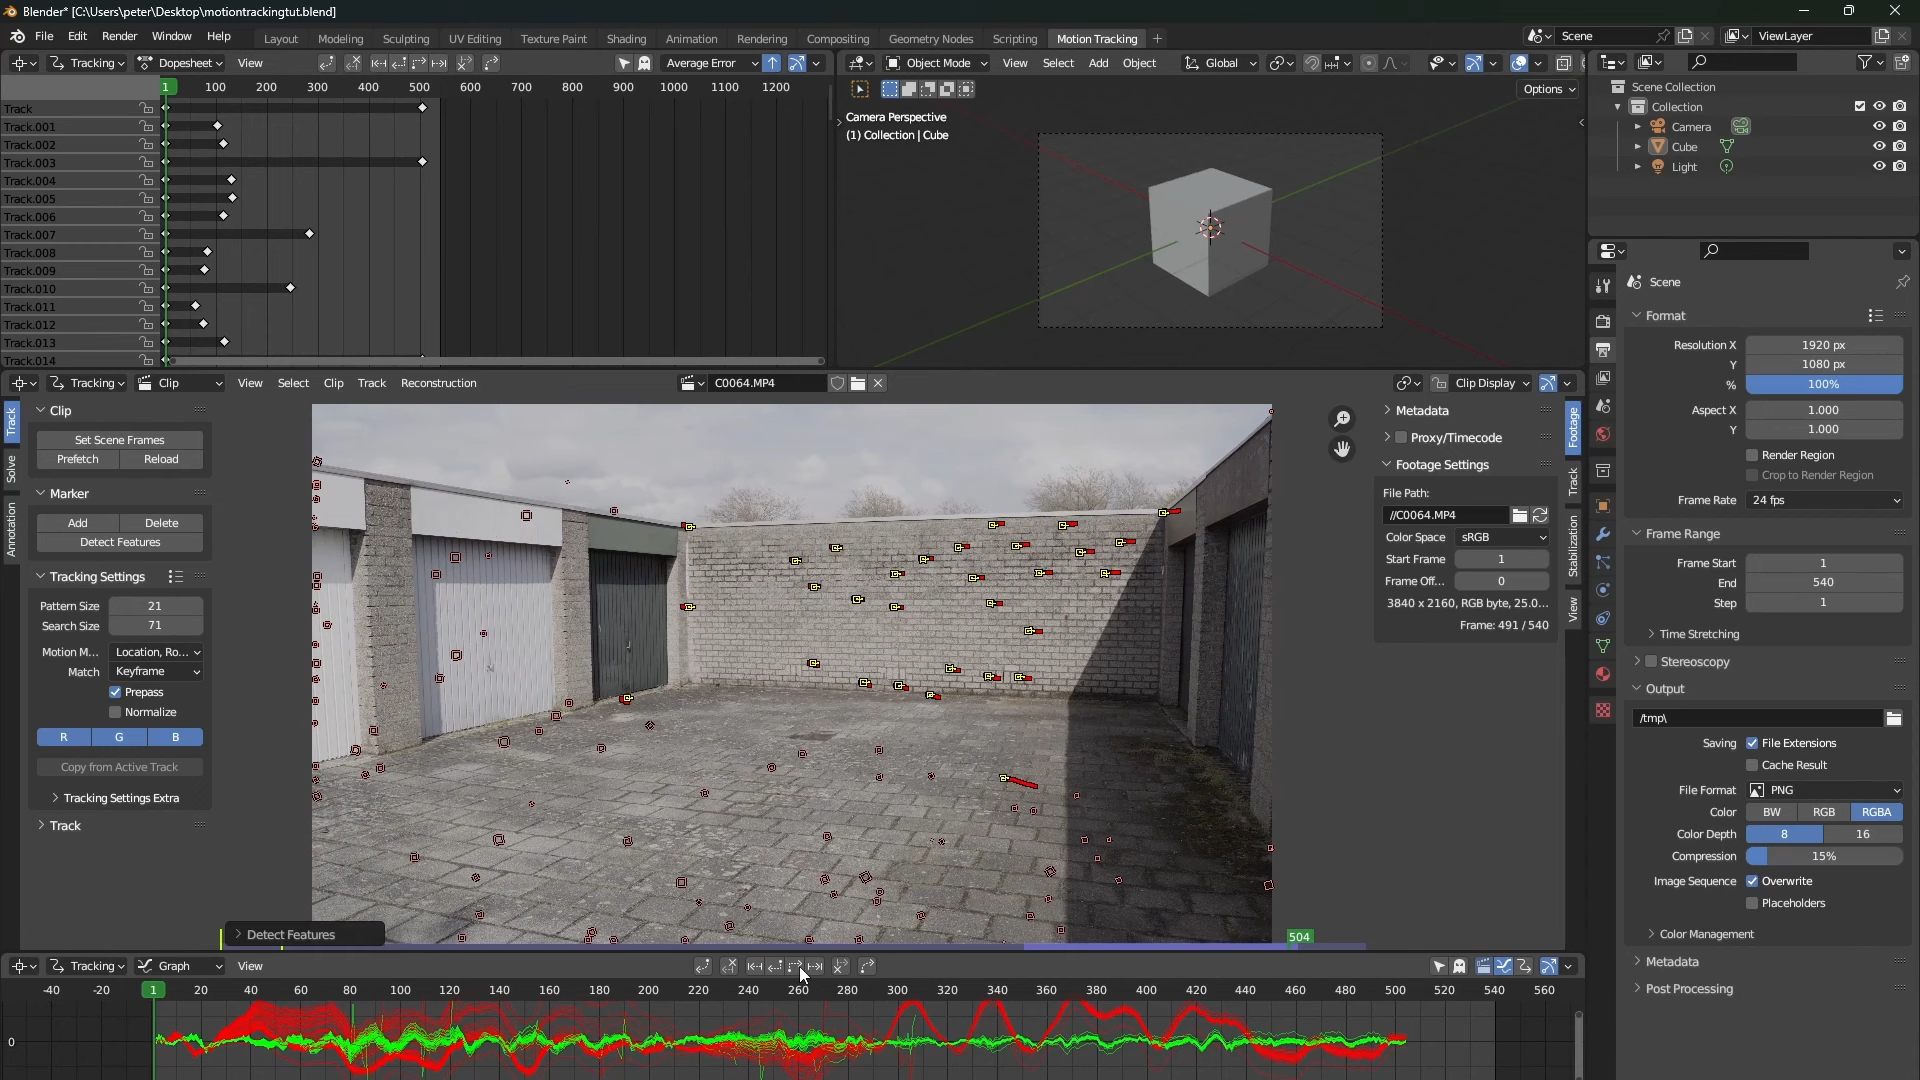 Blender* [C:\Users\peter\Desktop\motiontrackingtut.blend]
File Edit Render Window Help Layout Modeling Sculpting UV Editing Texture Paint Shading Animation Rendering Compositing Geometry Nodes Scripting Motion Tracking + Scene ViewLayer
Tracking Dopesheet View Average Error
1 100 200 300 400 500 600 700 800 900 1000 1100 1200
Track
Track.001
Track.002
Track.003
Track.004
Track.005
Track.006
Track.007
Track.008
Track.009
Track.010
Track.011
Track.012
Track.013
Track.014
Object Mode View Select Add Object Global
Options
Camera Perspective
(1) Collection | Cube
Scene Collection
Collection
Camera
Cube
Light
Tracking Clip View Select Clip Track Reconstruction C0064.MP4 Clip Display
Track
Solve
Annotation
Clip
Set Scene Frames
Prefetch Reload
Marker
Add Delete
Detect Features
Tracking Settings
Pattern Size 21
Search Size 71
Motion M... Location, Ro...
Match Keyframe
Prepass
Normalize
R G B
Copy from Active Track
Tracking Settings Extra
Track
Detect Features
504
Metadata
Proxy/Timecode
Footage Settings
File Path:
//C0064.MP4
Color Space sRGB
Start Frame 1
Frame Off... 0
3840 x 2160, RGB byte, 25.0...
Frame: 491 / 540
Footage
Track
Stabilization
View
Scene
Format
Resolution X 1920 px
Y 1080 px
% 100%
Aspect X 1.000
Y 1.000
Render Region
Crop to Render Region
Frame Rate 24 fps
Frame Range
Frame Start 1
End 540
Step 1
Time Stretching
Stereoscopy
Output
/tmp\
Saving File Extensions
Cache Result
File Format PNG
Color BW RGB RGBA
Color Depth 8 16
Compression 15%
Image Sequence Overwrite
Placeholders
Color Management
Metadata
Post Processing
Tracking Graph View
-40 -20 1 20 40 60 80 100 120 140 160 180 200 220 240 260 280 300 320 340 360 380 400 420 440 460 480 500 520 540 560
0